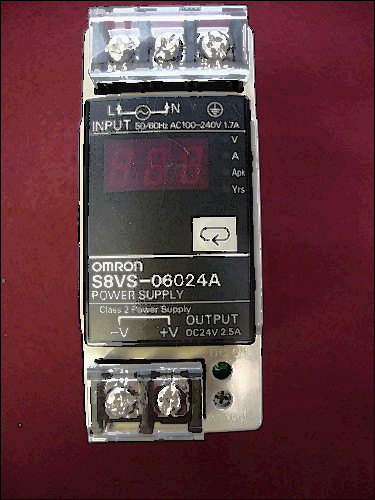 L N
INPUT 50/60Hz AC100-240V 1.7A
V
A
Apk
Yrs
OMRON
S8VS-06024A
POWER SUPPLY
Class 2 Power Supply
-V +V
OUTPUT
DC24V 2.5A